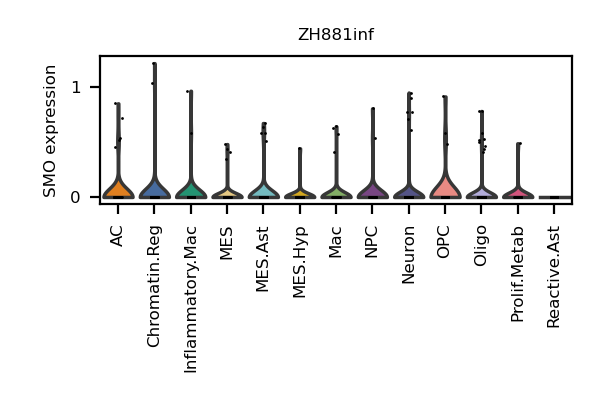 ZH881inf
SMO expression
1
0
AC
Chromatin.Reg
Inflammatory.Mac
MES
MES.Ast
MES.Hyp
Mac
NPC
Neuron
OPC
Oligo
Prolif.Metab
Reactive.Ast